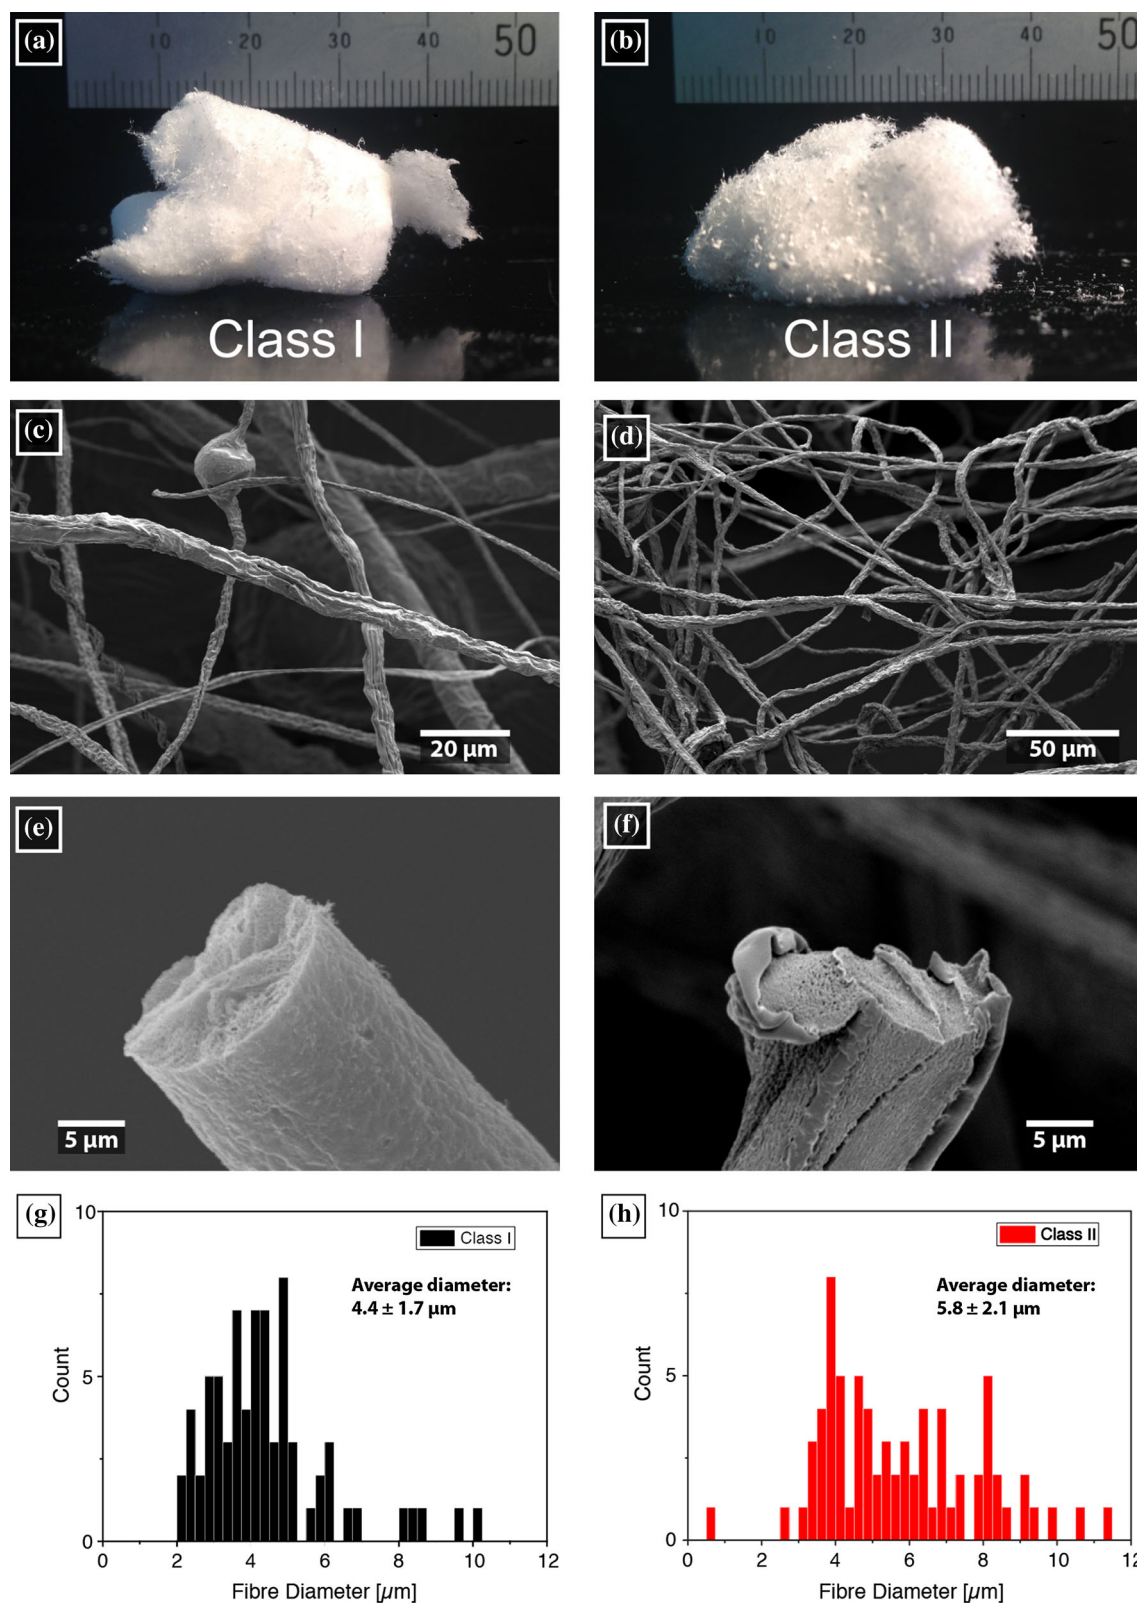 (a)
10 20 30 40 50
Class I
(b)
10 20 30 40 50
Class II
(c)
20 µm
(d)
50 µm
(e)
5 µm
(f)
5 µm
(g)
10
5
0
Count
Class I
Average diameter:
4.4 ± 1.7 µm
0 2 4 6 8 10 12
Fibre Diameter [µm]
(h)
10
5
0
Count
Class II
Average diameter:
5.8 ± 2.1 µm
0 2 4 6 8 10 12
Fibre Diameter [µm]